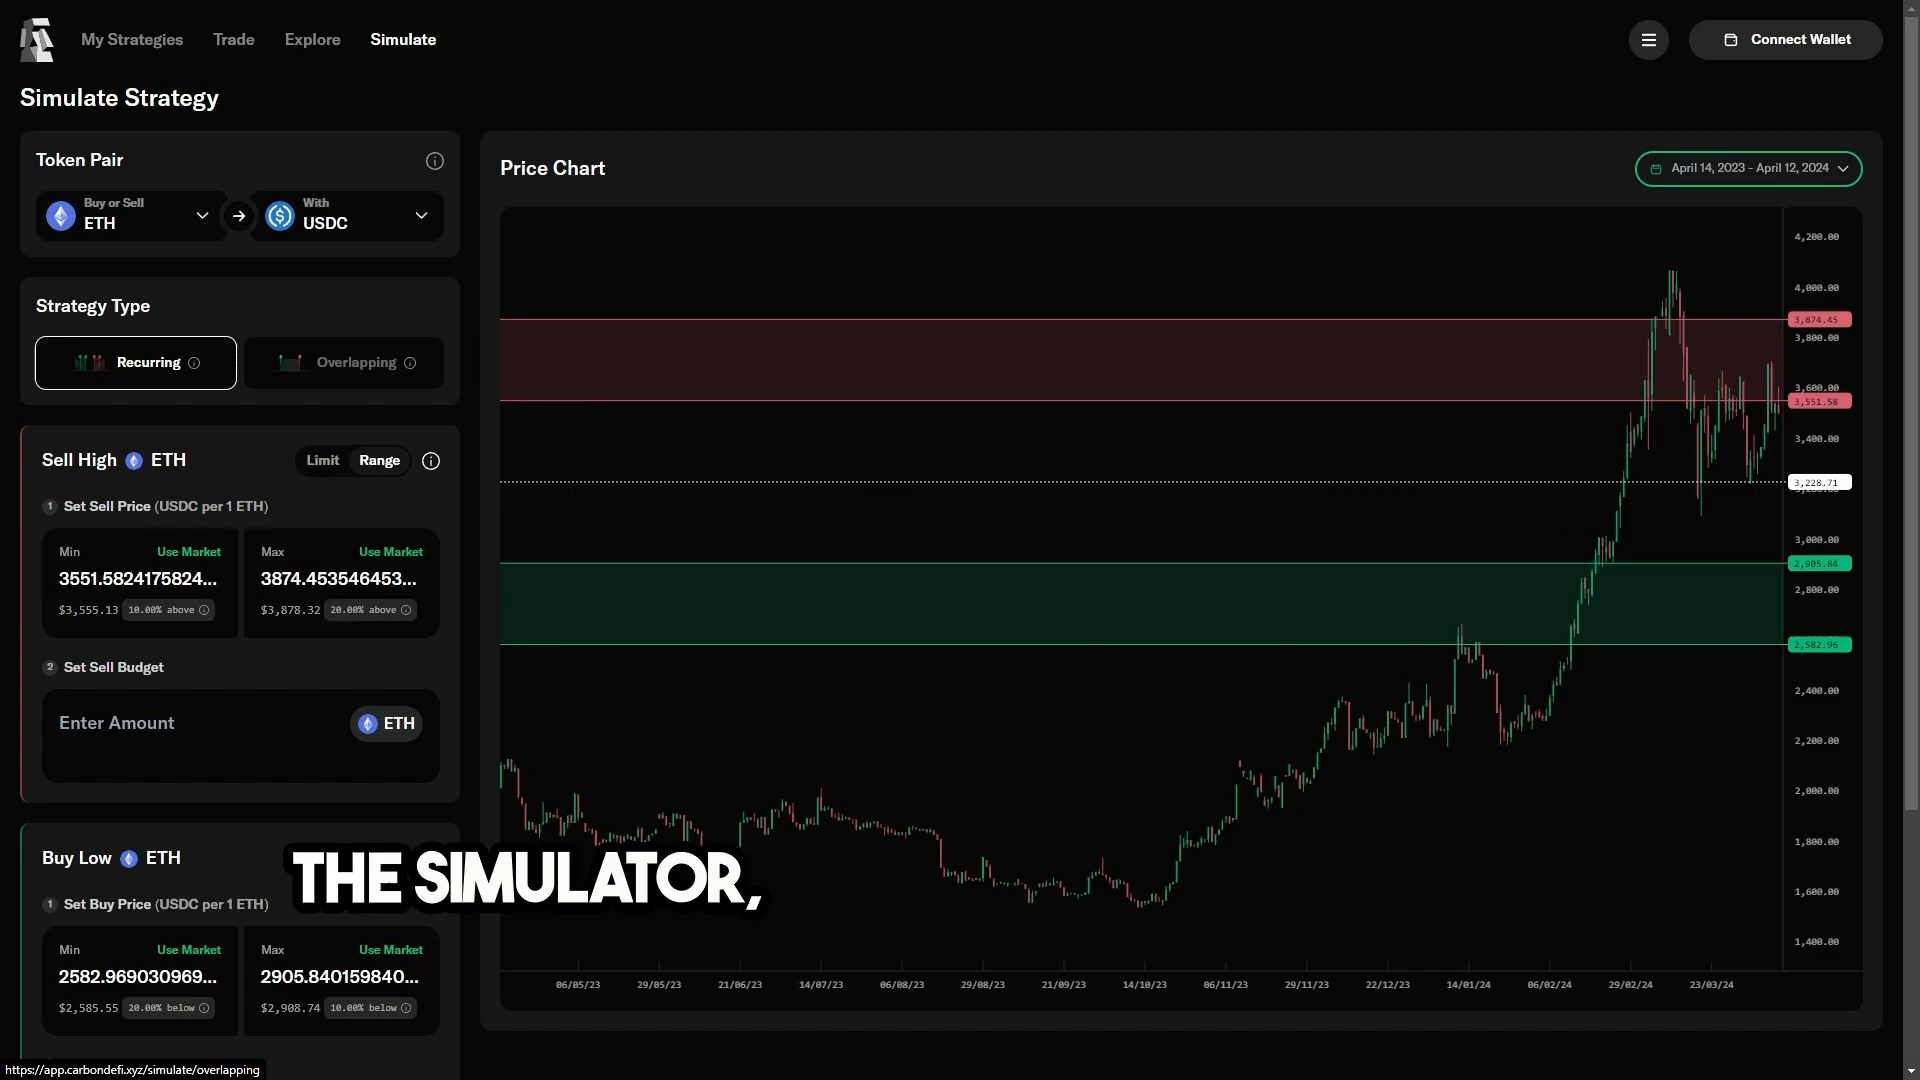 My Strategies Trade Explore Simulate Connect Wallet
Simulate Strategy
Token Pair
Buy or Sell
ETH
With
USDC
Strategy Type
Recurring Overlapping
Sell High ETH Limit Range
1 Set Sell Price (USDC per 1 ETH)
Min Use Market
3551.5824175824...
$3,555.13 10.00% above
Max Use Market
3874.453546453...
$3,878.32 20.00% above
2 Set Sell Budget
Enter Amount ETH
Buy Low ETH
1 Set Buy Price (USDC per 1 ETH)
Min Use Market
2582.969030969...
$2,585.55 20.00% below
Max Use Market
2905.840159840...
$2,908.74 10.00% below
Price Chart April 14, 2023 - April 12, 2024
4,200.00
4,000.00
3,874.45
3,800.00
3,600.00
3,551.58
3,400.00
3,228.71
3,000.00
2,905.84
2,800.00
2,582.96
2,400.00
2,200.00
2,000.00
1,800.00
1,600.00
1,400.00
06/05/23 29/05/23 21/06/23 14/07/23 06/08/23 29/08/23 21/09/23 14/10/23 06/11/23 29/11/23 22/12/23 14/01/24 06/02/24 29/02/24 23/03/24
THE SIMULATOR,
https://app.carbondefi.xyz/simulate/overlapping